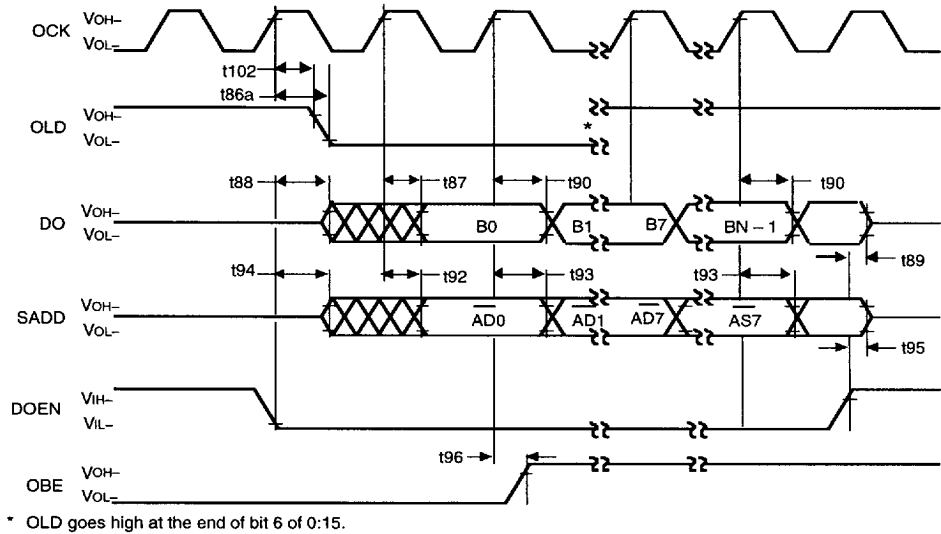 OCK VOH–
VOL–
t102
t86a
OLD VOH–
VOL–
*
t88 t87 t90 t90
DO VOH–
VOL–
B0 B1 B7 BN – 1
t89
t94 t92 t93 t93
SADD VOH–
VOL–
AD0 AD1 AD7 AS7
t95
DOEN VIH–
VIL–
t96
OBE VOH–
VOL–
* OLD goes high at the end of bit 6 of 0:15.